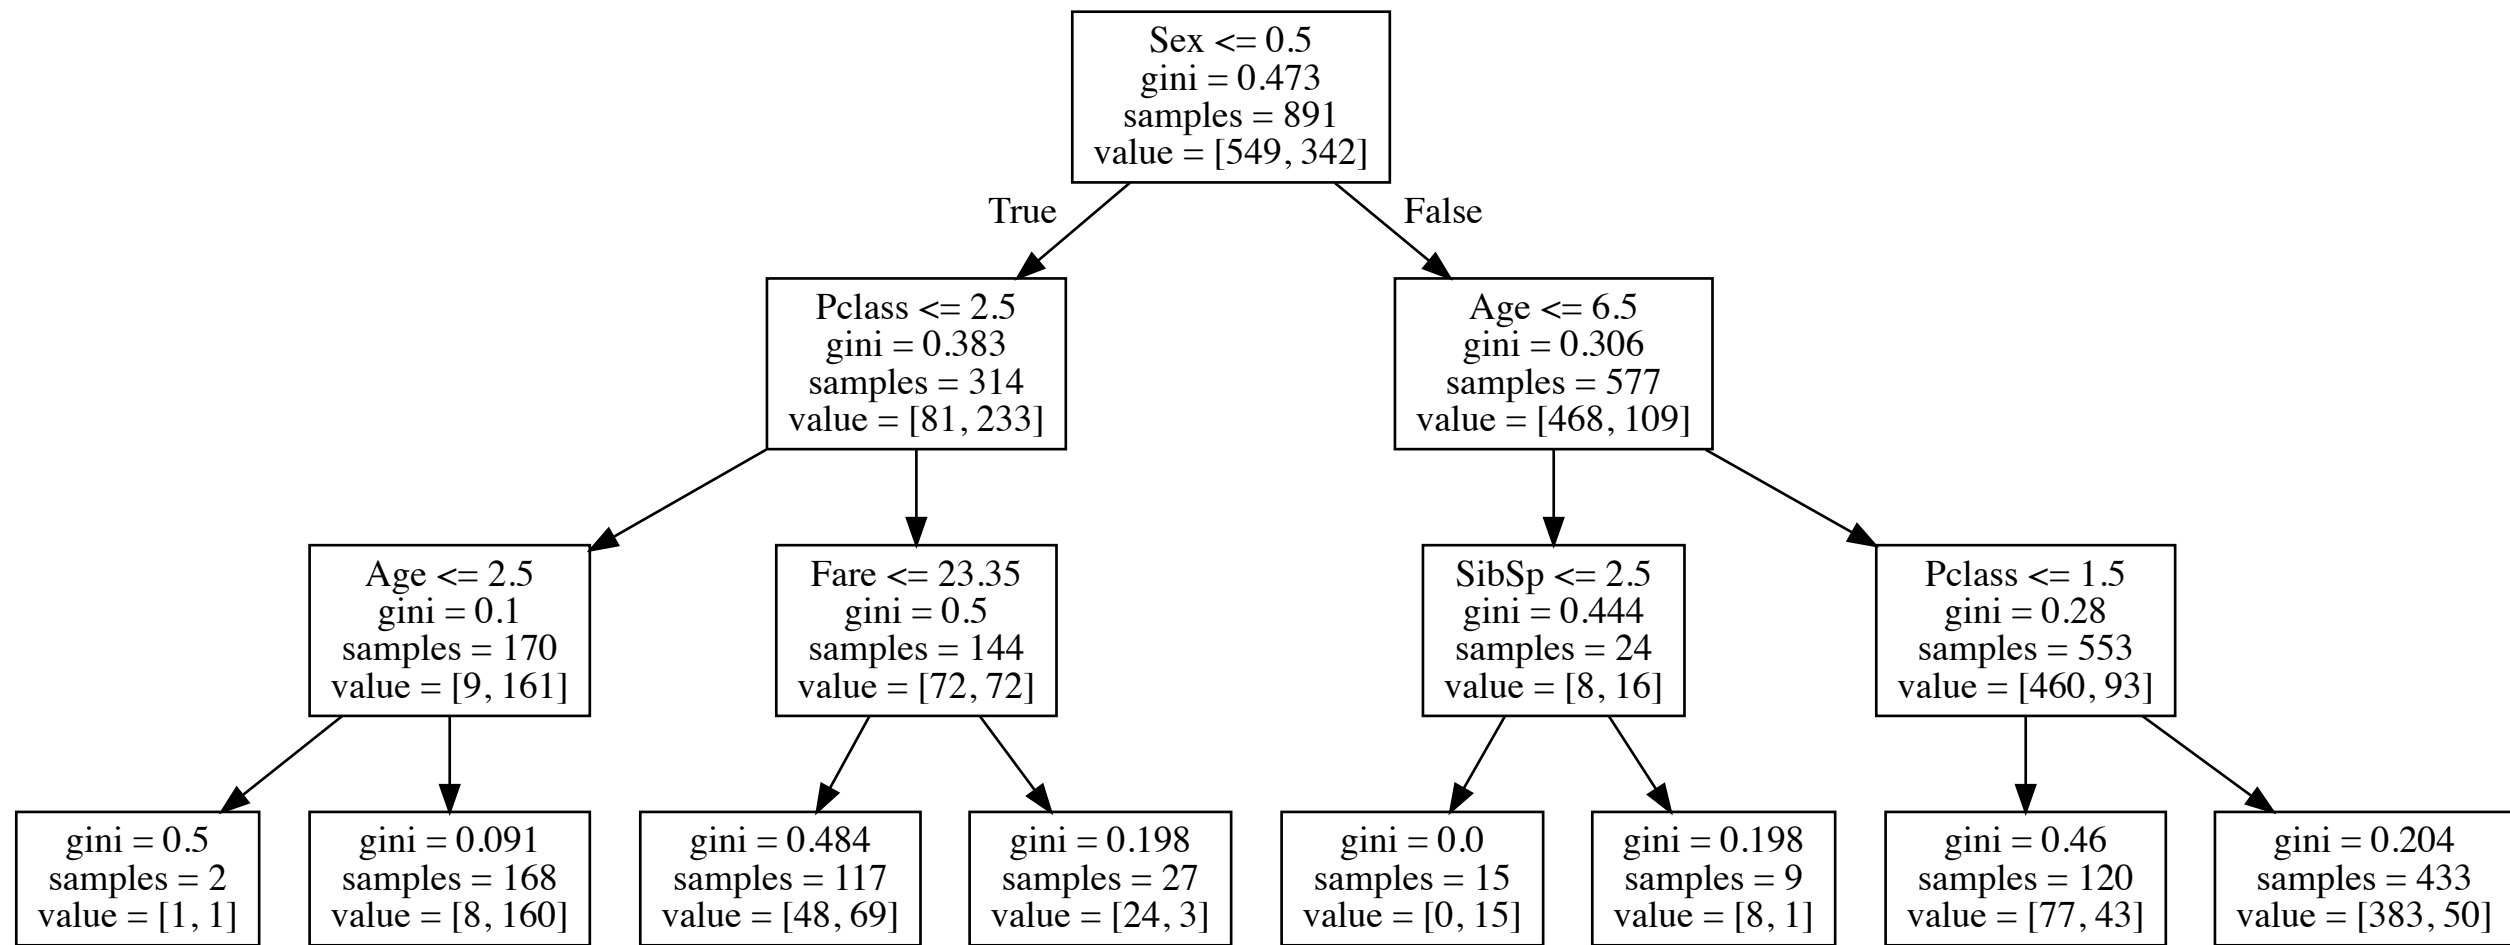 Sex <= 0.5
gini = 0.473
samples = 891
value = [549, 342]
True
False
Pclass <= 2.5
gini = 0.383
samples = 314
value = [81, 233]
Age <= 6.5
gini = 0.306
samples = 577
value = [468, 109]
Age <= 2.5
gini = 0.1
samples = 170
value = [9, 161]
Fare <= 23.35
gini = 0.5
samples = 144
value = [72, 72]
SibSp <= 2.5
gini = 0.444
samples = 24
value = [8, 16]
Pclass <= 1.5
gini = 0.28
samples = 553
value = [460, 93]
gini = 0.5
samples = 2
value = [1, 1]
gini = 0.091
samples = 168
value = [8, 160]
gini = 0.484
samples = 117
value = [48, 69]
gini = 0.198
samples = 27
value = [24, 3]
gini = 0.0
samples = 15
value = [0, 15]
gini = 0.198
samples = 9
value = [8, 1]
gini = 0.46
samples = 120
value = [77, 43]
gini = 0.204
samples = 433
value = [383, 50]